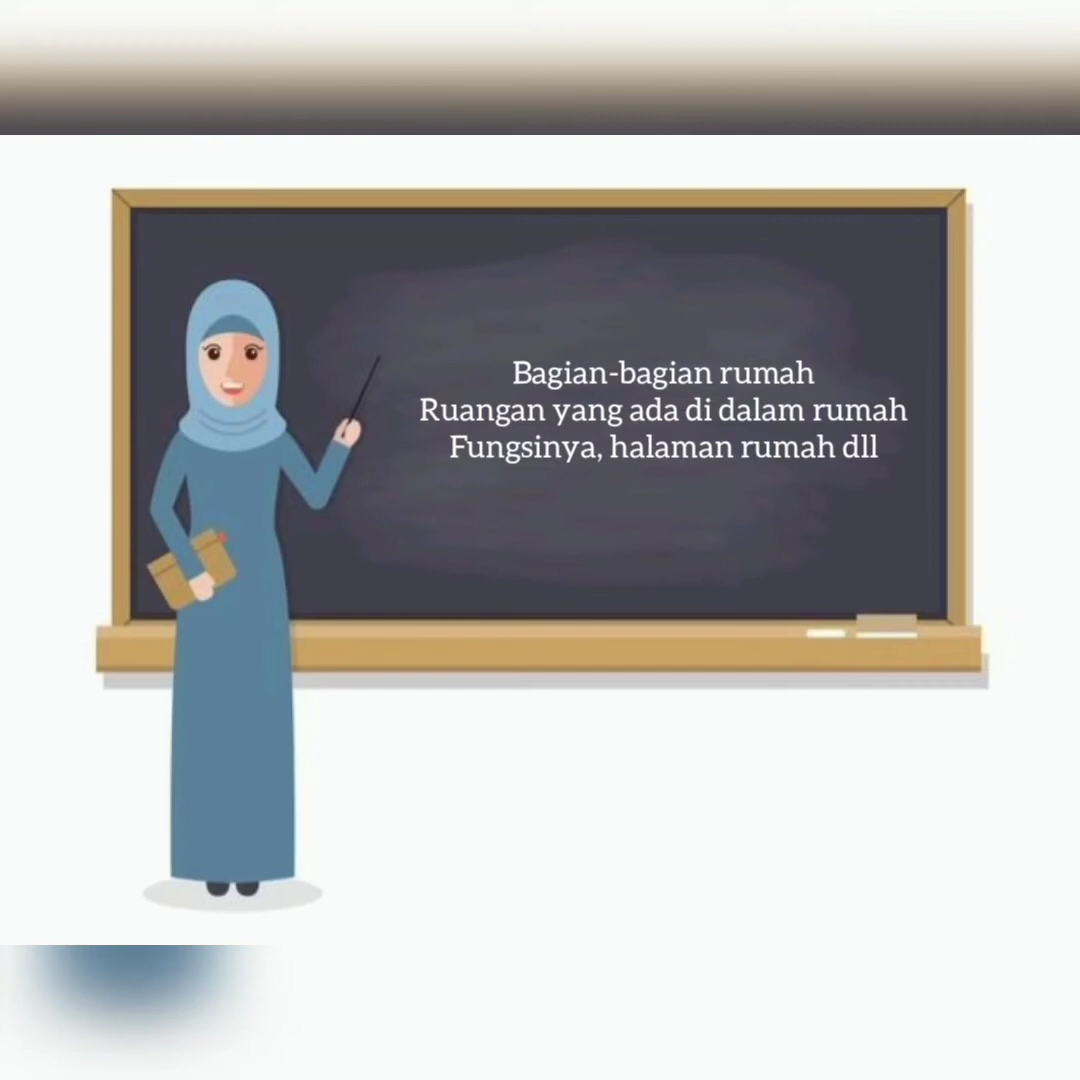 Bagian-bagian rumah
Ruangan yang ada di dalam rumah
Fungsinya, halaman rumah dll